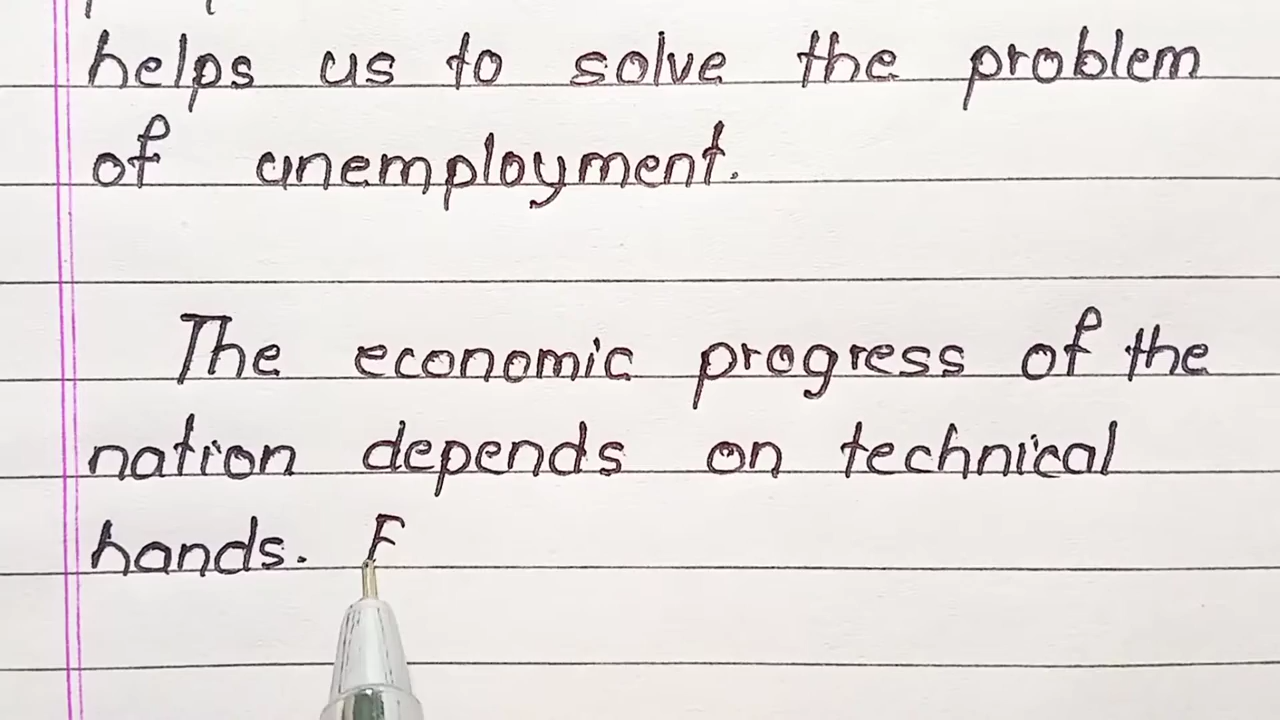 helps us to solve the problem
of unemployment.
The economic progress of the
nation depends on technical
hands. F